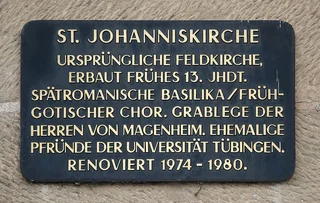 ST. JOHANNISKIRCHE
URSPRÜNGLICHE FELDKIRCHE,
ERBAUT FRÜHES 13. JHDT.
SPÄTROMANISCHE BASILIKA/FRÜH-
GOTISCHER CHOR. GRABLEGE DER
HERREN VON MAGENHEIM. EHEMALIGE
PFRÜNDE DER UNIVERSITÄT TÜBINGEN.
RENOVIERT 1974 - 1980.